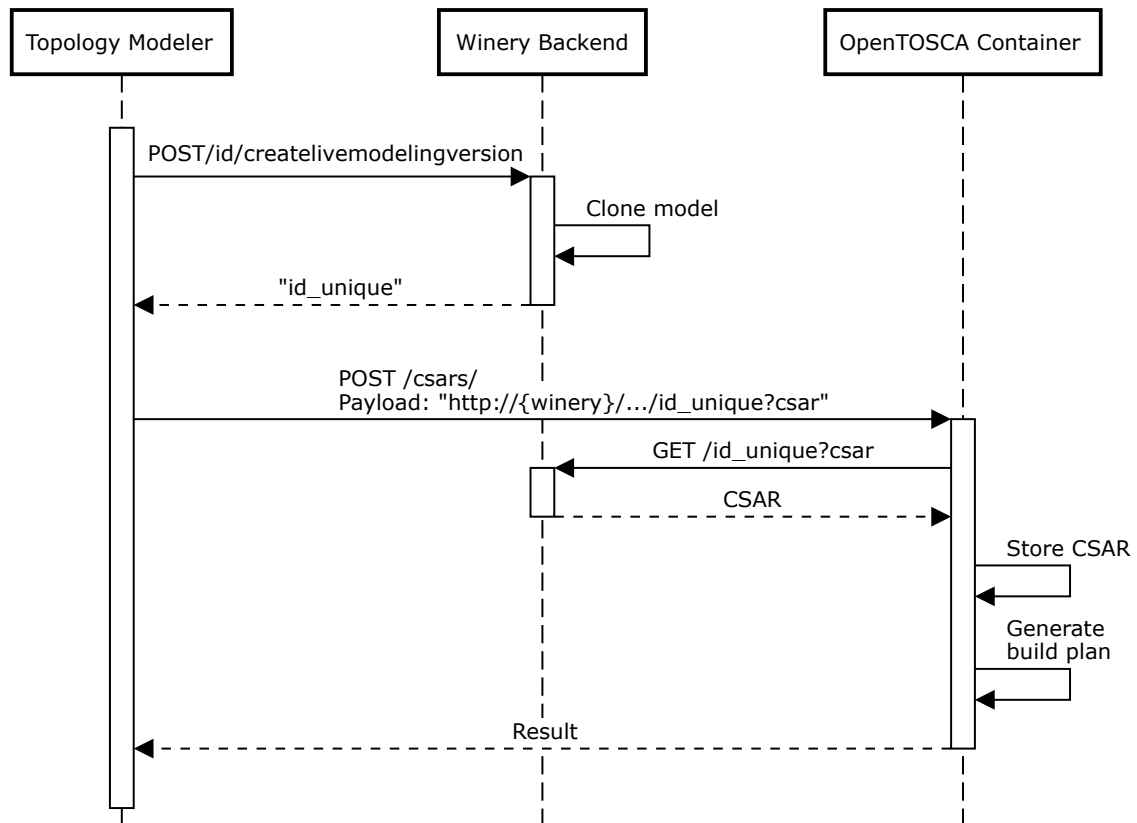 Topology Modeler
Winery Backend
OpenTOSCA Container
POST/id/createlivemodelingversion
Clone model
"id_unique"
POST /csars/
Payload: "http://{winery}/.../id_unique?csar"
GET /id_unique?csar
CSAR
Store CSAR
Generate
build plan
Result